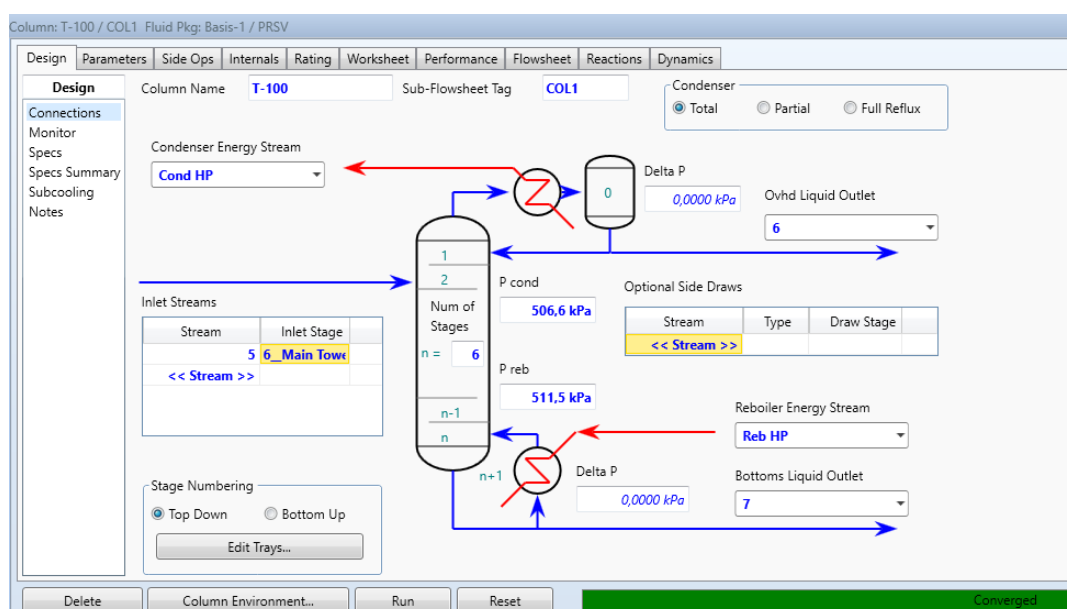 Column: T-100 / COL1 Fluid Pkg: Basis-1 / PRSV
Design Parameters Side Ops Internals Rating Worksheet Performance Flowsheet Reactions Dynamics
Design
Connections
Monitor
Specs
Specs Summary
Subcooling
Notes
Column Name T-100 Sub-Flowsheet Tag COL1
Condenser
Total Partial Full Reflux
Condenser Energy Stream
Cond HP
0
Delta P
0,0000 kPa
Ovhd Liquid Outlet
6
1
2
Num of
Stages
n = 6
n-1
n
n+1
Inlet Streams
Stream Inlet Stage
5 6__Main Towe
<< Stream >>
P cond
506,6 kPa
P reb
511,5 kPa
Optional Side Draws
Stream Type Draw Stage
<< Stream >>
Reboiler Energy Stream
Reb HP
Delta P
0,0000 kPa
Bottoms Liquid Outlet
7
Stage Numbering
Top Down Bottom Up
Edit Trays...
Delete Column Environment... Run Reset Converged